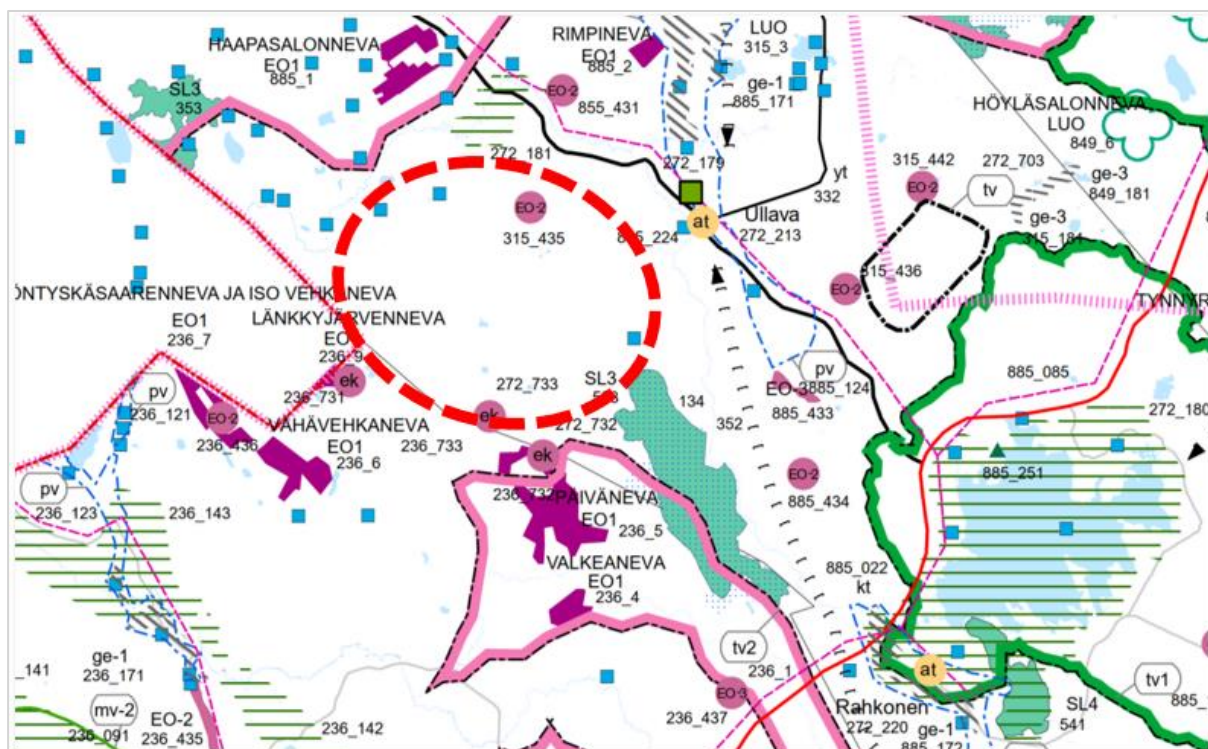 HAAPASALONNEVA
EO1
885_1
RIMPINEVA
EO1
885_2
LUO
315_3
SL3
353
EO-2
855_431
ge-1
885_171
HÖYLÄSALONNEVA
LUO
849_6
272_181
272_179
315_442
272_703
EO-2
tv
ge-3
849_181
yt
332
EO-2
315_435
at
Ullava
272_213
ge-3
EO-2
315_436
ÖNTYSKÄSAARENNEVA JA ISO VEHKANEVA
EO1
236_7
LÄNKKYJÄRVENNEVA
236_9
ek
TYNNYR
pv
236_121
EO-2
236_436
236_731
VÄHÄVEHKANEVA
EO1
236_6
272_733
ek
SL3
272_732
134
236_733
ek
352
pv
EO-3
885_124
885_433
885_085
272_180
885_251
pv
236_123
236_143
PÄIVÄNEVA
EO1
236_5
EO-2
885_434
VALKEANEVA
EO1
236_4
885_022
kt
ge-1
236_171
mv-2
236_091
EO-2
236_435
_141
236_142
tv2
236_1
EO-3
236_437
at
Rahkonen
272_220
ge-1
885_172
SL4
541
tv1
885_